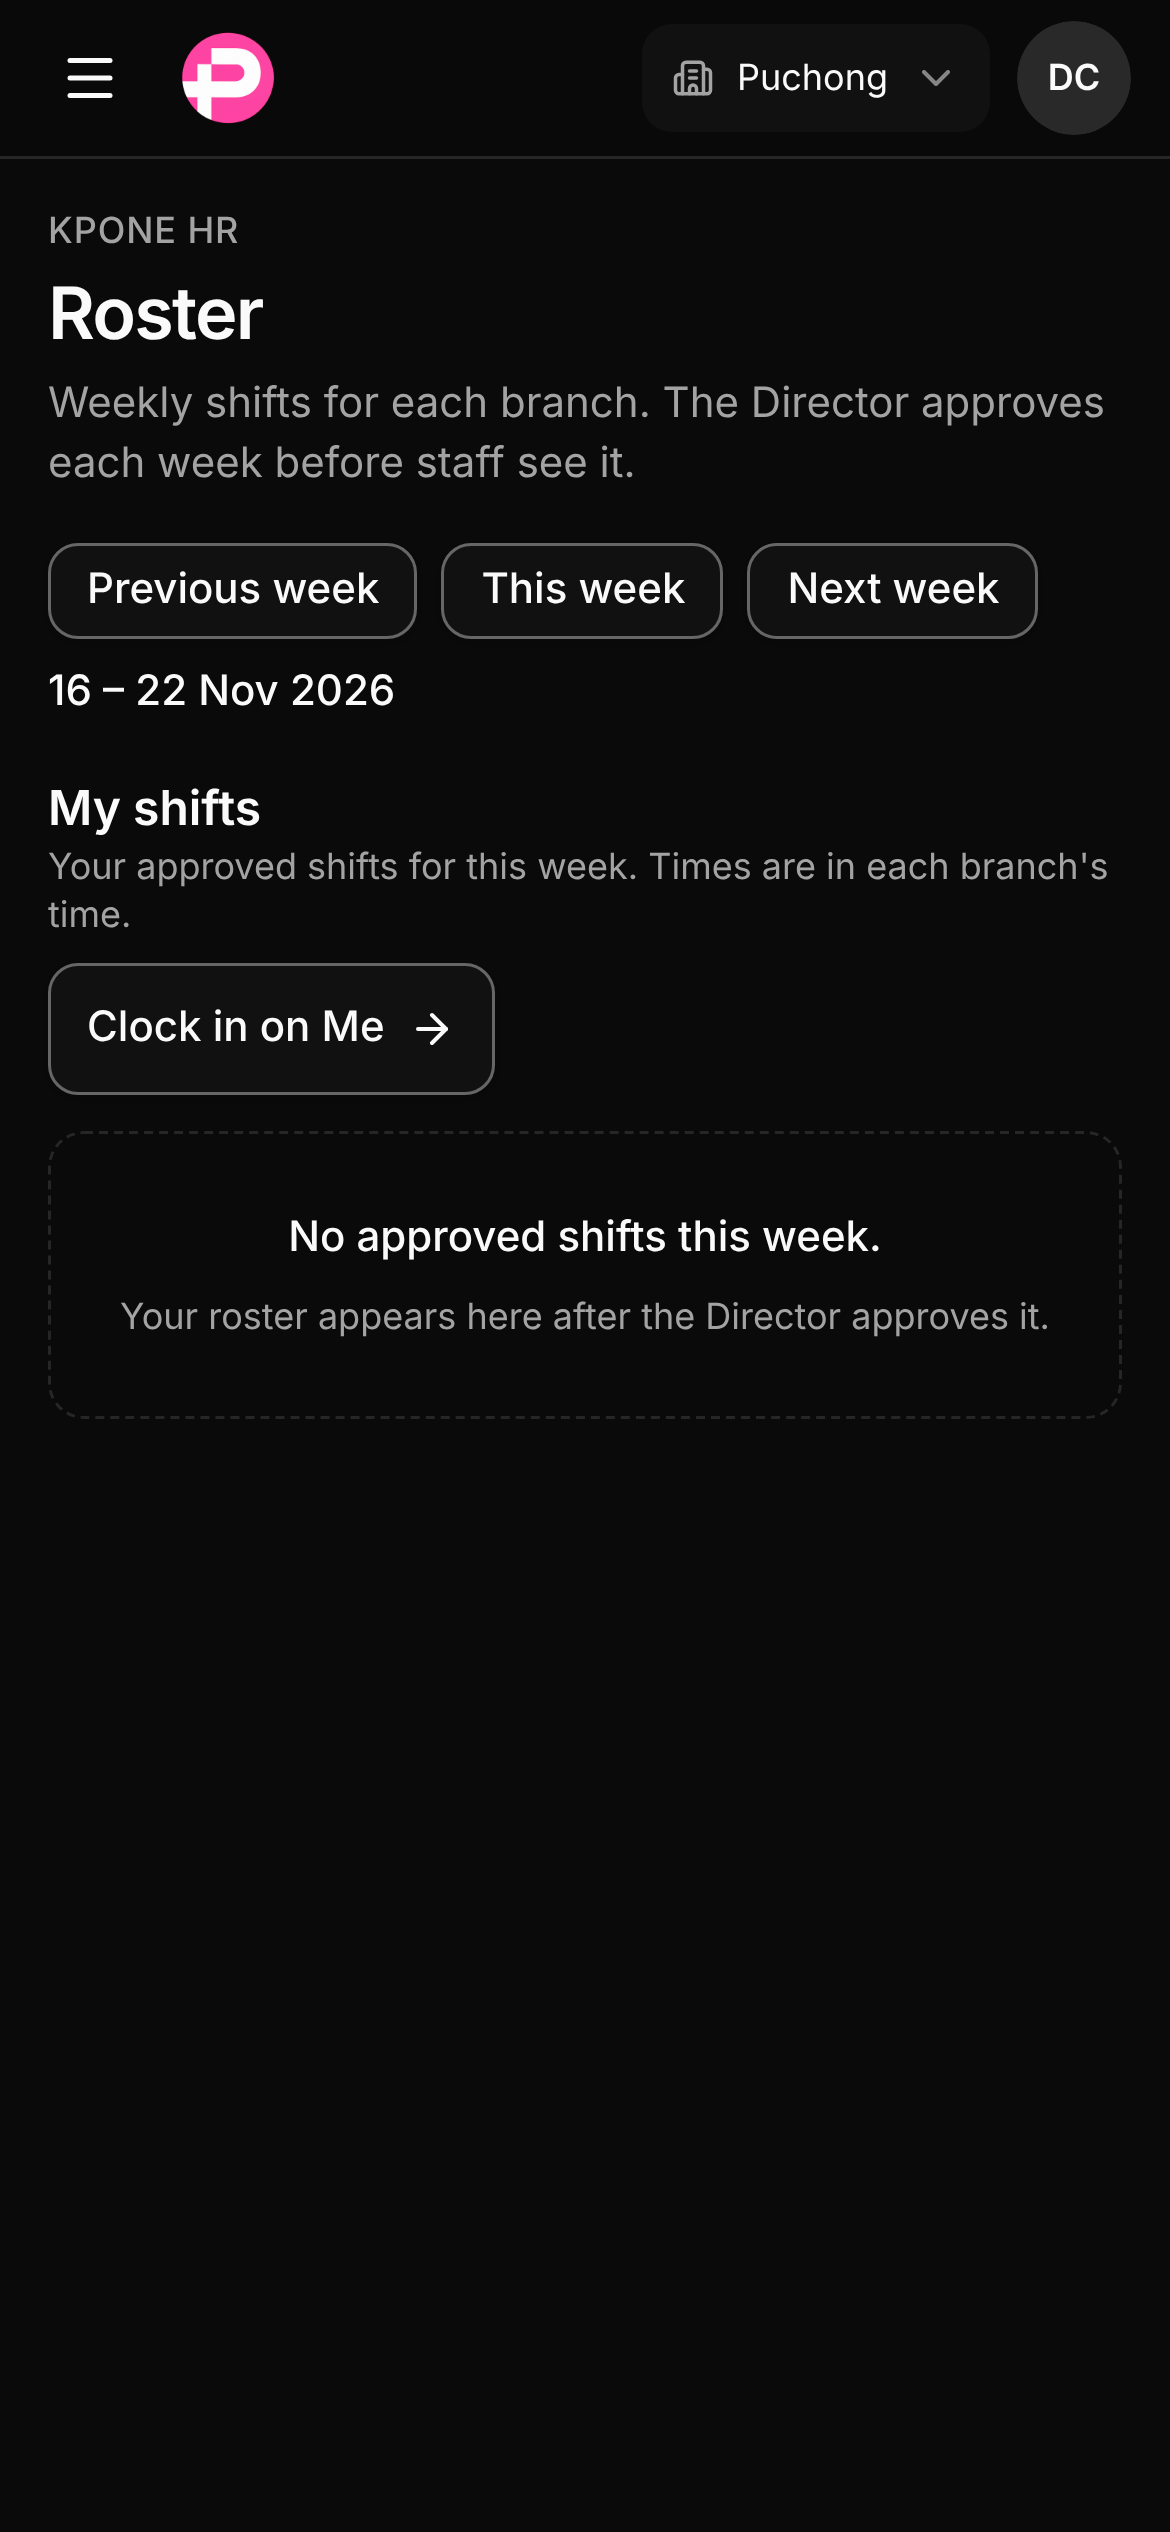 Puchong
DC
KPONE HR
Roster
Weekly shifts for each branch. The Director approves
each week before staff see it.
Previous week
This week
Next week
16 – 22 Nov 2026
My shifts
Your approved shifts for this week. Times are in each branch's
time.
Clock in on Me →
No approved shifts this week.
Your roster appears here after the Director approves it.